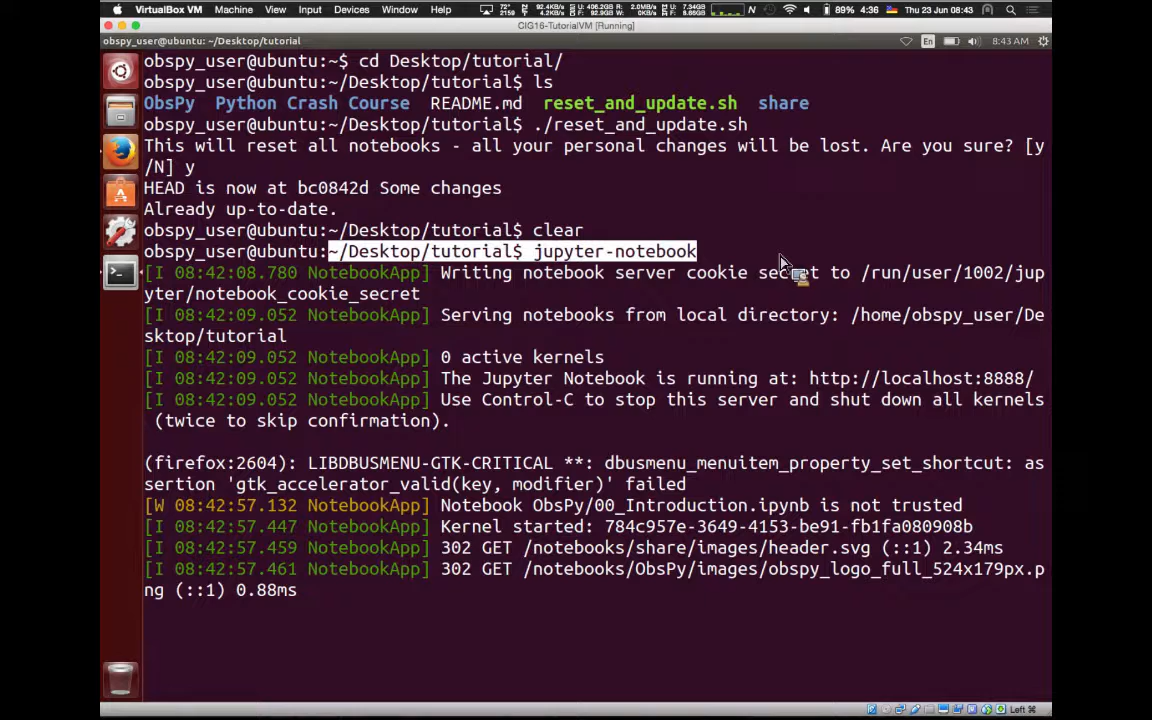 VirtualBox VM Machine View Input Devices Window Help 89% 4:36 Thu 23 Jun 08:43
CIG16-TutorialVM [Running]
obspy_user@ubuntu: ~/Desktop/tutorial En 8:43 AM
obspy_user@ubuntu:~$ cd Desktop/tutorial/
obspy_user@ubuntu:~/Desktop/tutorial$ ls
ObsPy Python Crash Course README.md reset_and_update.sh share
obspy_user@ubuntu:~/Desktop/tutorial$ ./reset_and_update.sh
This will reset all notebooks - all your personal changes will be lost. Are you sure? [y
/N] y
HEAD is now at bc0842d Some changes
Already up-to-date.
obspy_user@ubuntu:~/Desktop/tutorial$ clear
obspy_user@ubuntu:~/Desktop/tutorial$ jupyter-notebook
[I 08:42:08.780 NotebookApp] Writing notebook server cookie secret to /run/user/1002/jup
yter/notebook_cookie_secret
[I 08:42:09.052 NotebookApp] Serving notebooks from local directory: /home/obspy_user/De
sktop/tutorial
[I 08:42:09.052 NotebookApp] 0 active kernels
[I 08:42:09.052 NotebookApp] The Jupyter Notebook is running at: http://localhost:8888/
[I 08:42:09.052 NotebookApp] Use Control-C to stop this server and shut down all kernels
(twice to skip confirmation).
(firefox:2604): LIBDBUSMENU-GTK-CRITICAL **: dbusmenu_menuitem_property_set_shortcut: as
sertion 'gtk_accelerator_valid(key, modifier)' failed
[W 08:42:57.132 NotebookApp] Notebook ObsPy/00_Introduction.ipynb is not trusted
[I 08:42:57.447 NotebookApp] Kernel started: 784c957e-3649-4153-be91-fb1fa080908b
[I 08:42:57.459 NotebookApp] 302 GET /notebooks/share/images/header.svg (::1) 2.34ms
[I 08:42:57.461 NotebookApp] 302 GET /notebooks/ObsPy/images/obspy_logo_full_524x179px.p
ng (::1) 0.88ms
Left ⌘